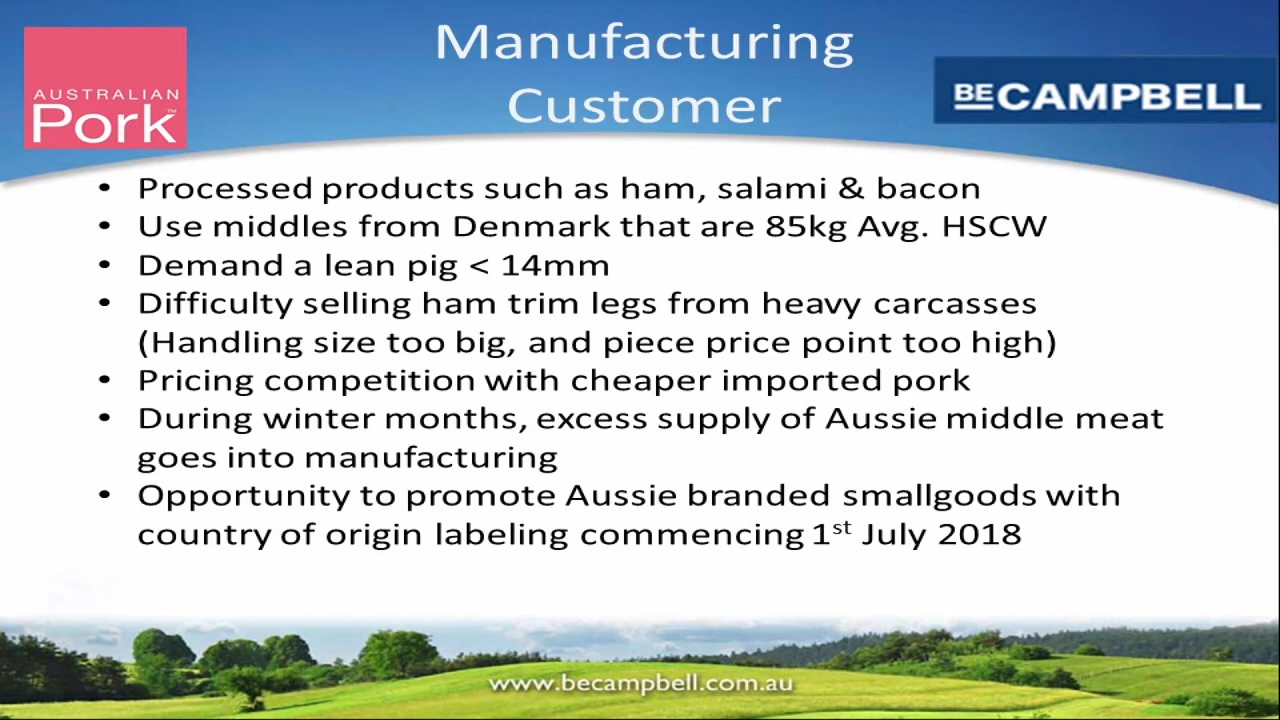 Manufacturing
Customer
AUSTRALIAN
Pork™
BECAMPBELL
• Processed products such as ham, salami & bacon
• Use middles from Denmark that are 85kg Avg. HSCW
• Demand a lean pig < 14mm
• Difficulty selling ham trim legs from heavy carcasses
(Handling size too big, and piece price point too high)
• Pricing competition with cheaper imported pork
• During winter months, excess supply of Aussie middle meat
goes into manufacturing
• Opportunity to promote Aussie branded smallgoods with
country of origin labeling commencing 1st July 2018
www.becampbell.com.au